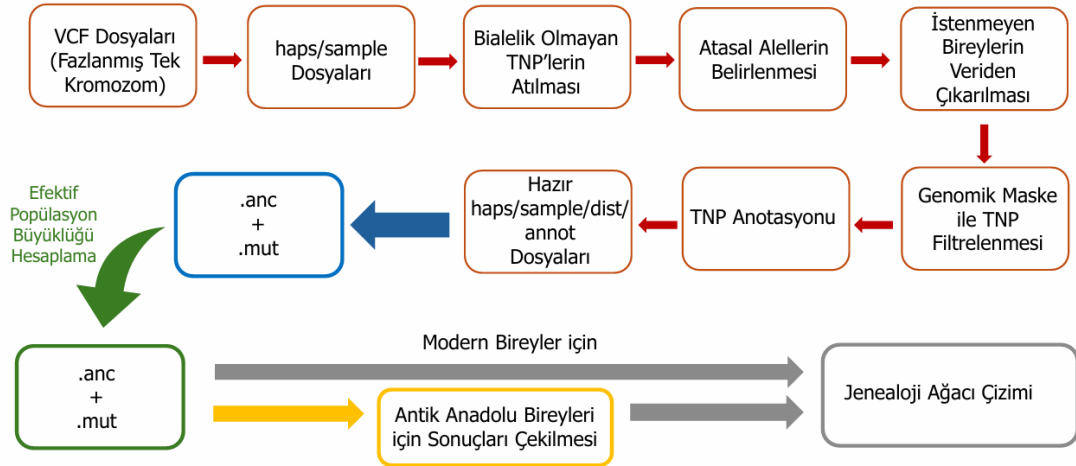 VCF Dosyaları
(Fazlanmış Tek
Kromozom)
haps/sample
Dosyaları
Bialelik Olmayan
TNP'lerin
Atılması
Atasal Alellerin
Belirlenmesi
İstenmeyen
Bireylerin
Veriden
Çıkarılması
Genomik Maske
ile TNP
Filtrelenmesi
TNP Anotasyonu
Hazır
haps/sample/dist/
annot
Dosyaları
.anc
+
.mut
Efektif
Popülasyon
Büyüklüğü
Hesaplama
.anc
+
.mut
Modern Bireyler için
Antik Anadolu Bireyleri
için Sonuçları Çekilmesi
Jenealoji Ağacı Çizimi